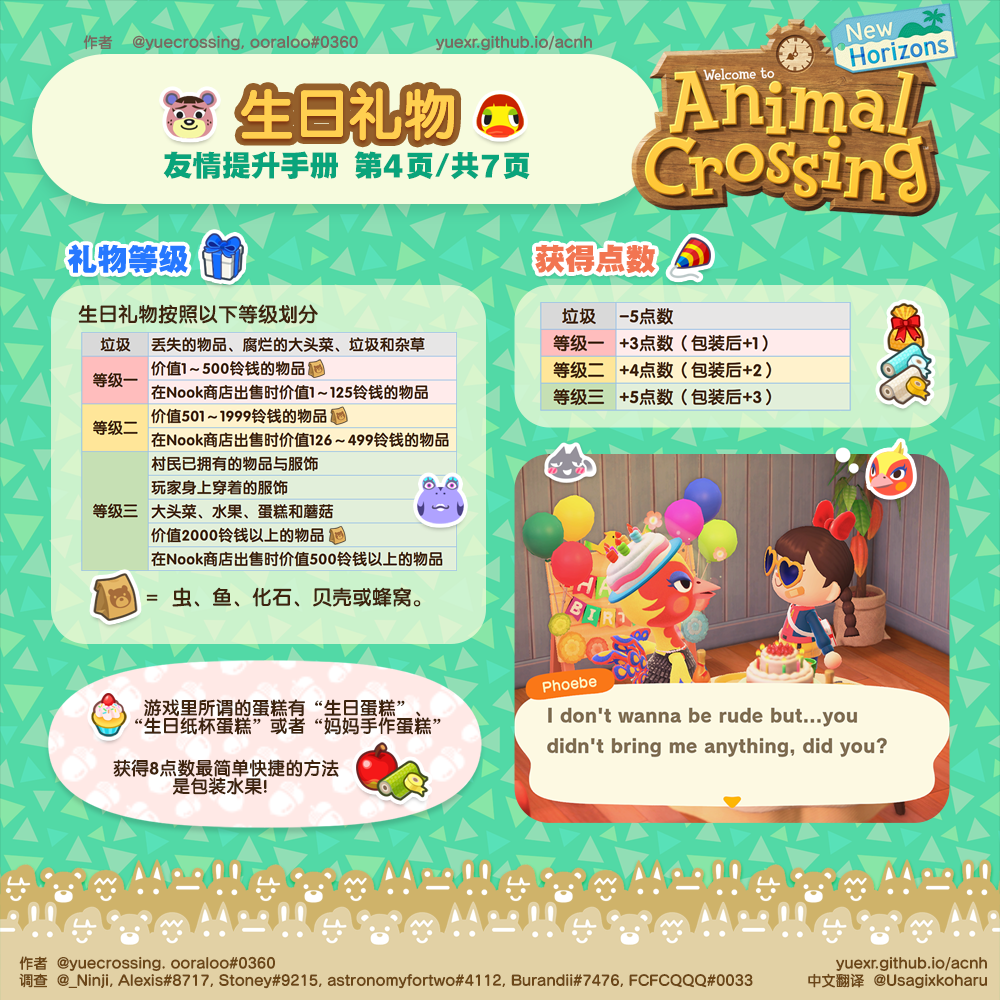 作者 @yuecrossing, ooraloo#0360 yuexr.github.io/acnh
New Horizons
Welcome to
Animal Crossing
生日礼物
友情提升手册 第4页/共7页
礼物等级
生日礼物按照以下等级划分
垃圾 丢失的物品、腐烂的大头菜、垃圾和杂草
等级一 价值1～500铃钱的物品
在Nook商店出售时价值1～125铃钱的物品
等级二 价值501～1999铃钱的物品
在Nook商店出售时价值126～499铃钱的物品
等级三 村民已拥有的物品与服饰
玩家身上穿着的服饰
大头菜、水果、蛋糕和蘑菇
价值2000铃钱以上的物品
在Nook商店出售时价值500铃钱以上的物品
= 虫、鱼、化石、贝壳或蜂窝。
获得点数
垃圾 −5点数
等级一 +3点数（包装后+1）
等级二 +4点数（包装后+2）
等级三 +5点数（包装后+3）
游戏里所谓的蛋糕有“生日蛋糕”、
“生日纸杯蛋糕”或者“妈妈手作蛋糕”
获得8点数最简单快捷的方法
是包装水果!
BIRT
Phoebe
I don't wanna be rude but...you
didn't bring me anything, did you?
作者 @yuecrossing. ooraloo#0360
调查 @_Ninji, Alexis#8717, Stoney#9215, astronomyfortwo#4112, Burandii#7476, FCFCQQQ#0033
yuexr.github.io/acnh
中文翻译 @Usagixkoharu